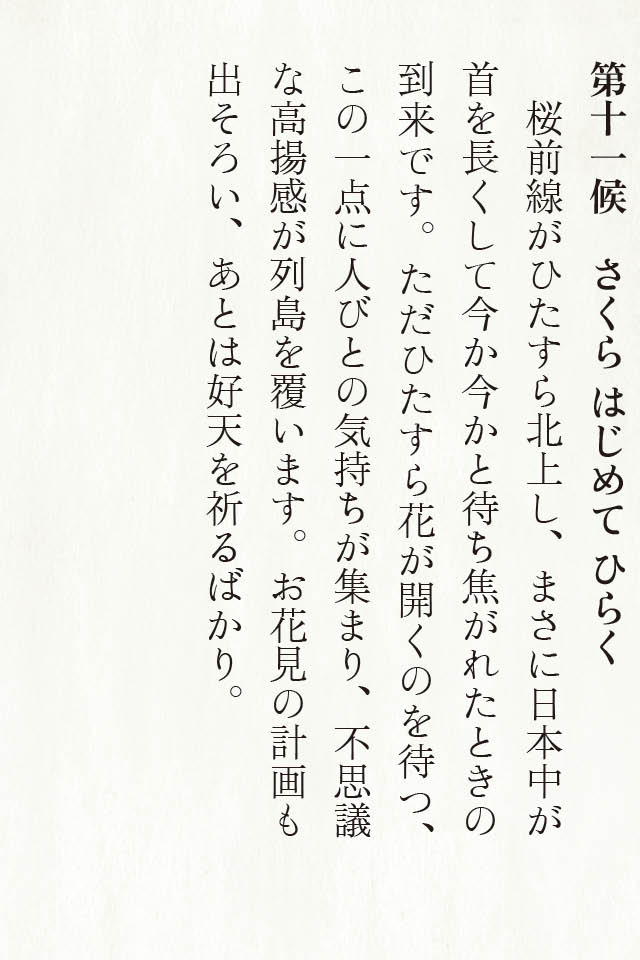 第十一候　さくら はじめて ひらく
　桜前線がひたすら北上し、まさに日本中が
首を長くして今か今かと待ち焦がれたときの
到来です。ただひたすら花が開くのを待つ、
この一点に人びとの気持ちが集まり、不思議
な高揚感が列島を覆います。お花見の計画も
出そろい、あとは好天を祈るばかり。